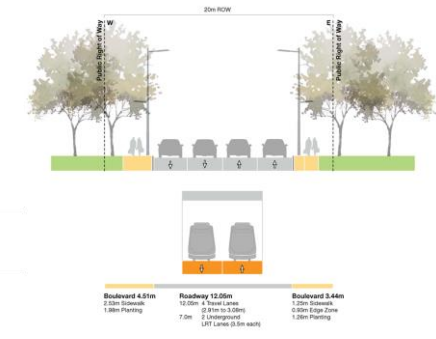 20m ROW
W
E
Public Right of Way
Public Right of Way
Boulevard 4.51m
2.53m Sidewalk
1.98m Planting
Roadway 12.05m
12.05m 4 Travel Lanes
(2.91m to 3.08m)
7.0m 2 Underground
LRT Lanes (3.5m each)
Boulevard 3.44m
1.25m Sidewalk
0.93m Edge Zone
1.26m Planting